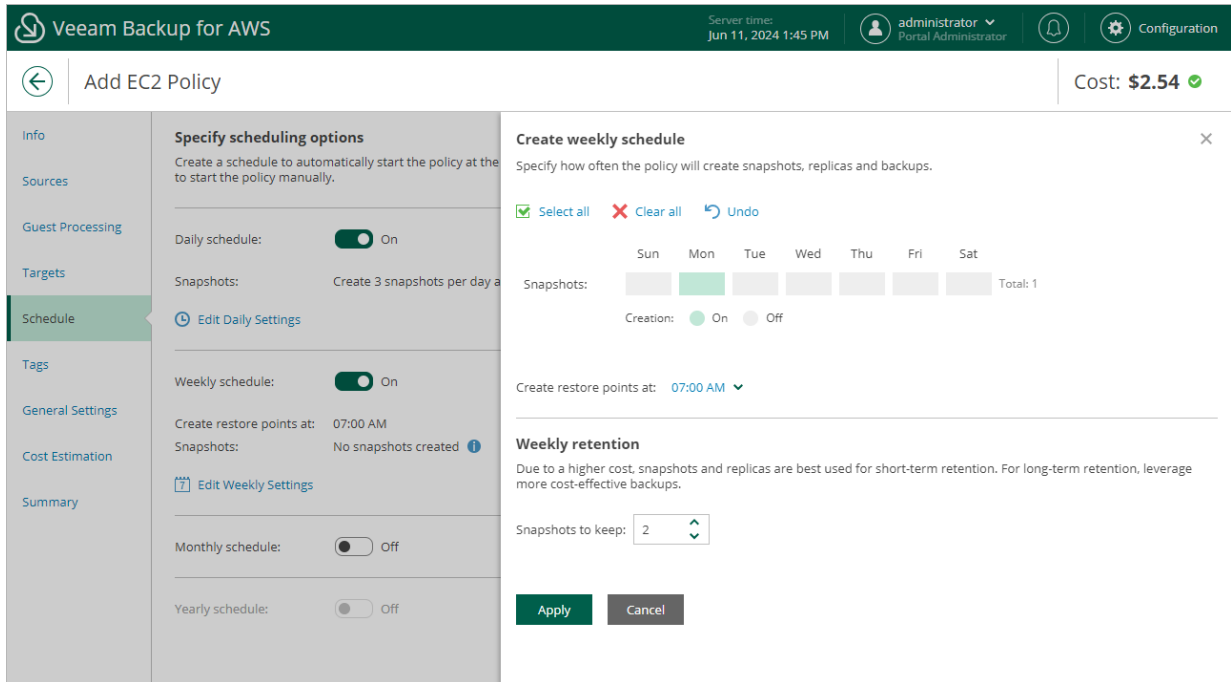 Veeam Backup for AWS
Server time:
Jun 11, 2024 1:45 PM
administrator
Portal Administrator
Configuration
Add EC2 Policy
Cost: $2.54
Info
Sources
Guest Processing
Targets
Schedule
Tags
General Settings
Cost Estimation
Summary
Specify scheduling options
Create a schedule to automatically start the policy at the
to start the policy manually.
Daily schedule: On
Snapshots: Create 3 snapshots per day a
Edit Daily Settings
Weekly schedule: On
Create restore points at: 07:00 AM
Snapshots: No snapshots created
7 Edit Weekly Settings
Monthly schedule: Off
Yearly schedule: Off
Create weekly schedule
Specify how often the policy will create snapshots, replicas and backups.
Select all Clear all Undo
Sun Mon Tue Wed Thu Fri Sat
Snapshots: Total: 1
Creation: On Off
Create restore points at: 07:00 AM
Weekly retention
Due to a higher cost, snapshots and replicas are best used for short-term retention. For long-term retention, leverage
more cost-effective backups.
Snapshots to keep: 2
Apply Cancel